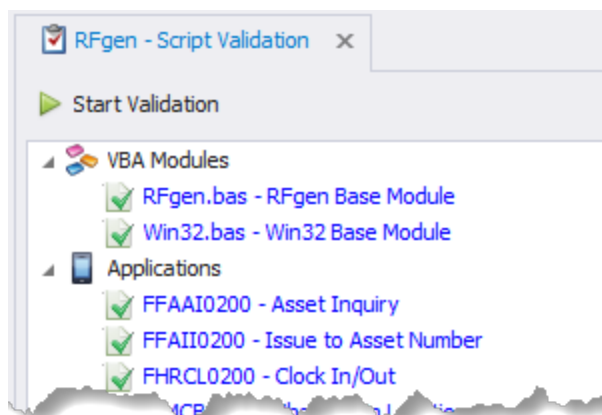 RFgen - Script Validation
Start Validation
VBA Modules
RFgen.bas - RFgen Base Module
Win32.bas - Win32 Base Module
Applications
FFAAI0200 - Asset Inquiry
FFAII0200 - Issue to Asset Number
FHRCL0200 - Clock In/Out